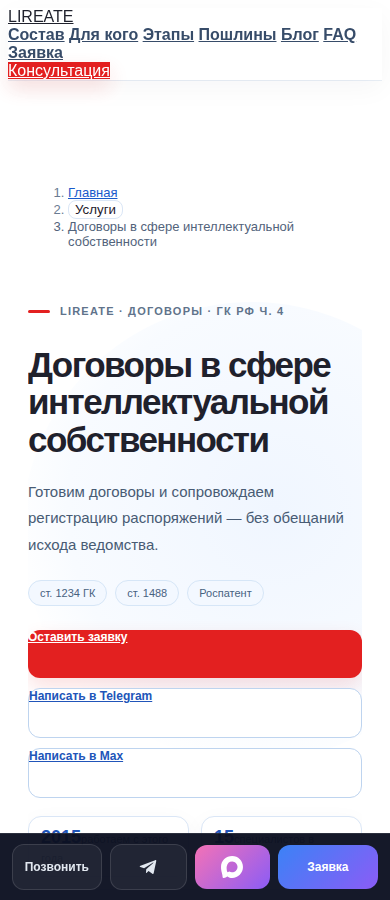 LIREATE
Состав Для кого Этапы Пошлины Блог FAQ
Заявка
Консультация
1. Главная
2. Услуги
3. Договоры в сфере интеллектуальной
собственности
LIREATE · ДОГОВОРЫ · ГК РФ Ч. 4
Договоры в сфере
интеллектуальной
собственности
Готовим договоры и сопровождаем
регистрацию распоряжений — без обещаний
исхода ведомства.
ст. 1234 ГК ст. 1488 Роспатент
Оставить заявку
Написать в Telegram
Написать в Max
2015 15
Позвонить Заявка